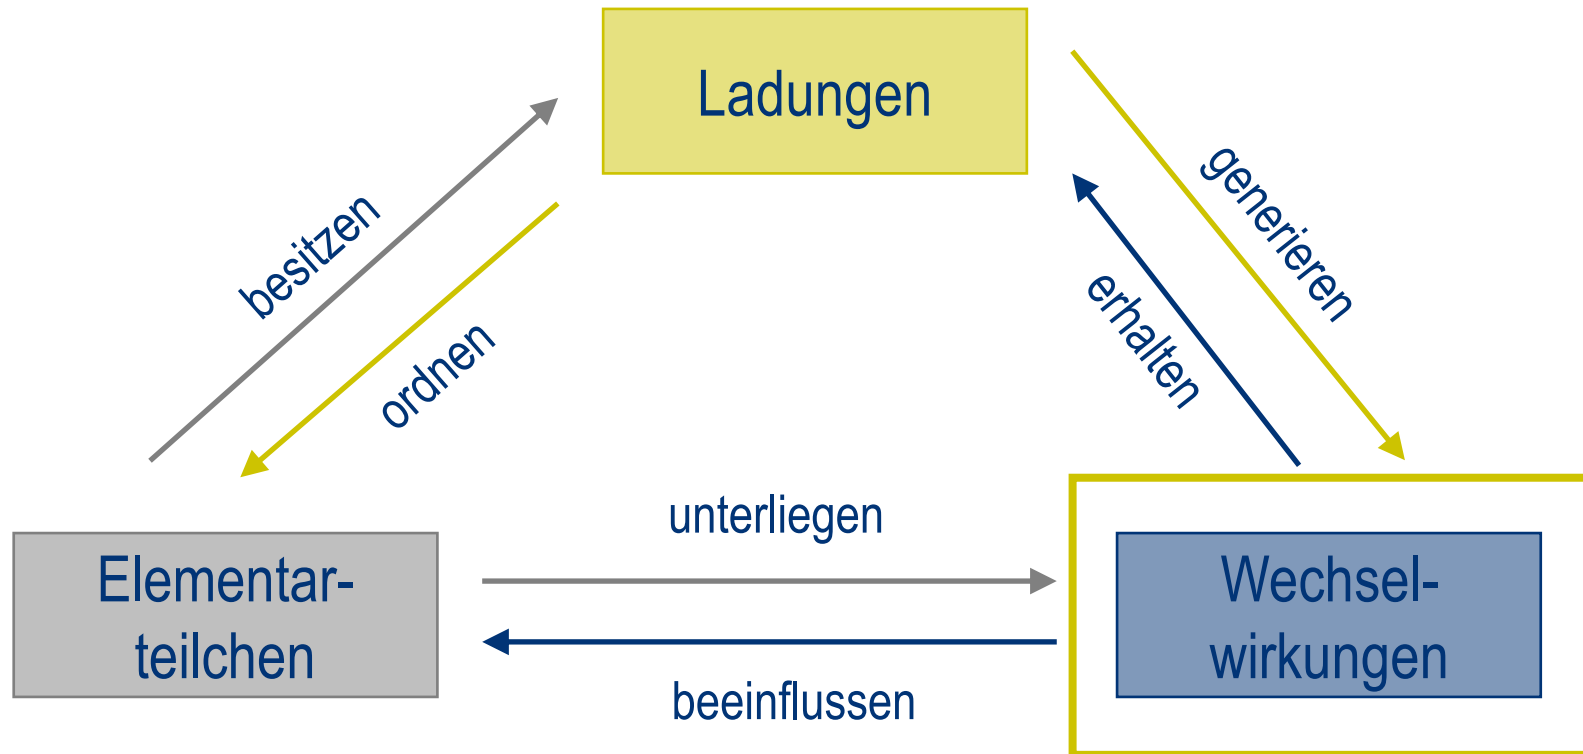 Ladungen
besitzen
ordnen
generieren
erhalten
unterliegen
Elementar-
teilchen
Wechsel-
wirkungen
beeinflussen